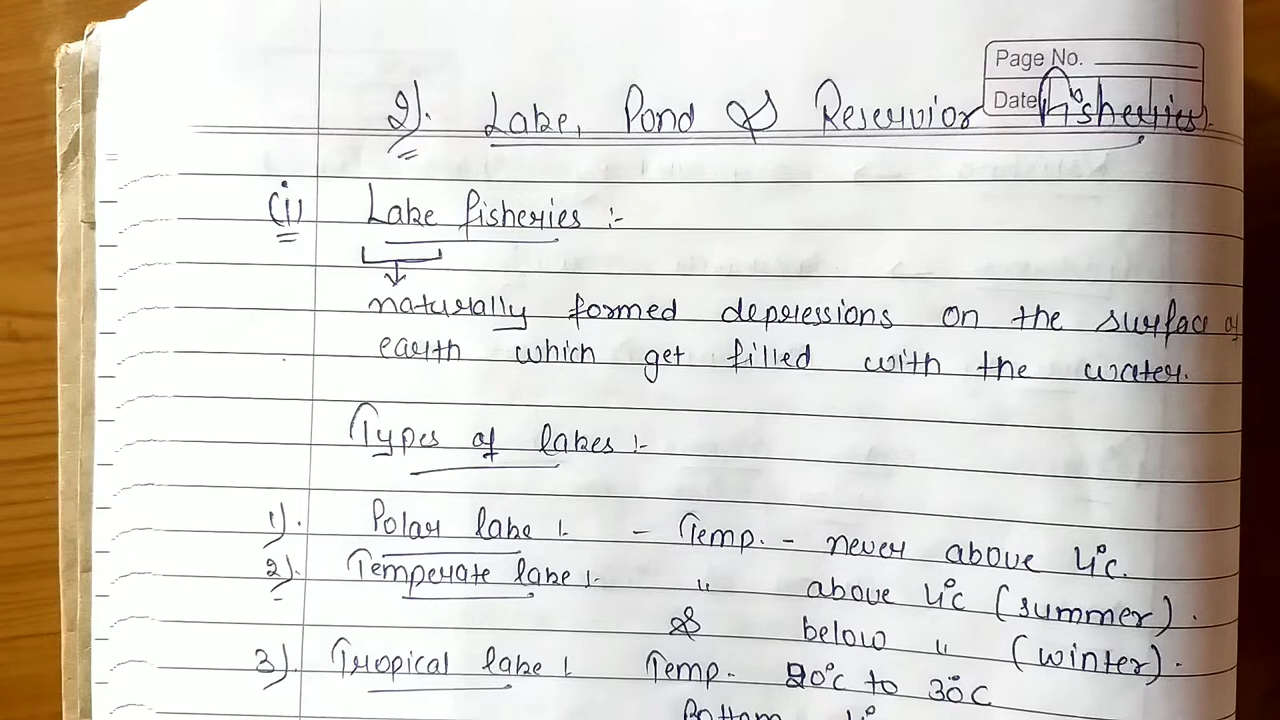 Page No.
Date
2). Lake, Pond & Reservior fisheries.
(i) Lake fisheries :-
naturally formed depressions on the surface of
earth which get filled with the water.
Types of lakes :-
1). Polar lake :- - Temp. - never above 4°c.
2). Temperate lake :- " above 4°c (summer).
& below " (winter).
3). Tropical lake :- Temp. 20°c to 30°C
Bottom 4°